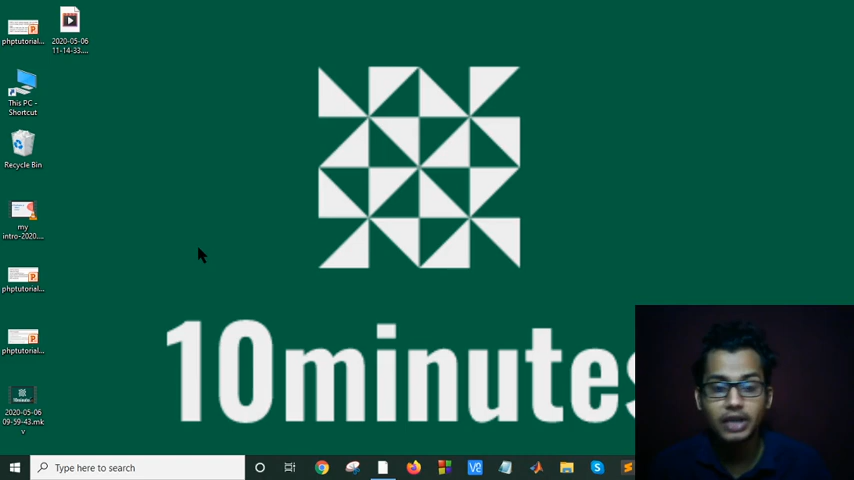 phptutorial...
2020-05-06
11-14-33....
This PC -
Shortcut
Recycle Bin
my
intro-2020....
phptutorial...
phptutorial...
2020-05-06
09-59-43.mk
v
10minutes
Type here to search